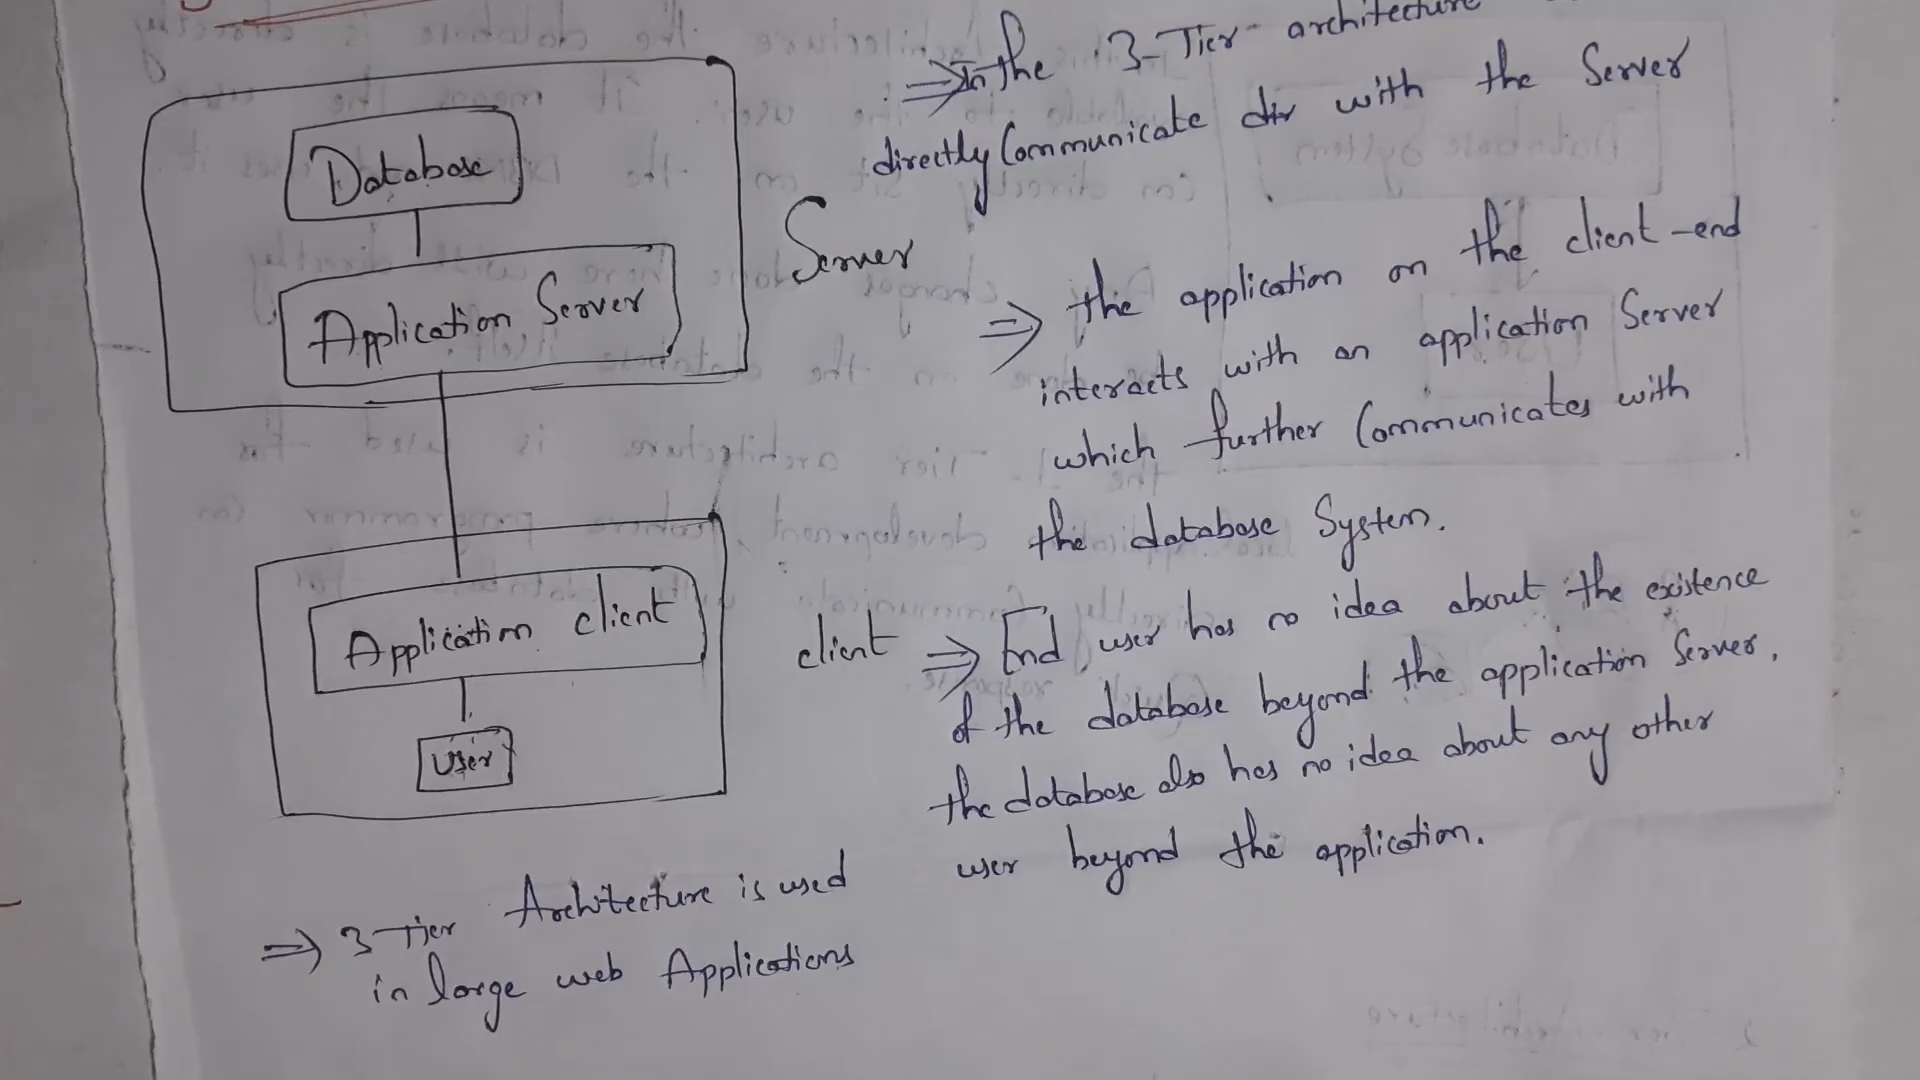 Database
Application Server
Server
Application client
client
User
⇒ 3-Tier Architecture is used
in large web Applications
⇒ In the 3-Tier architecture
directly Communicate with the Server
⇒ the application on the client-end
interacts with an application Server
which further Communicates with
the database System.
⇒ End user has no idea about the existence
of the database beyond the application Server.
the database also has no idea about any other
user beyond the application.